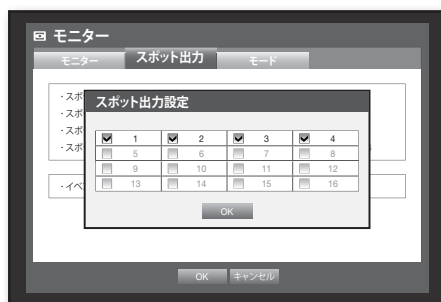 モニター
モニター スポット出力 モード
・スポ
・スポ
・スポ
・スポ
・イベ
スポット出力設定
1 2 3 4
5 6 7 8
9 10 11 12
13 14 15 16
OK
OK キャンセル